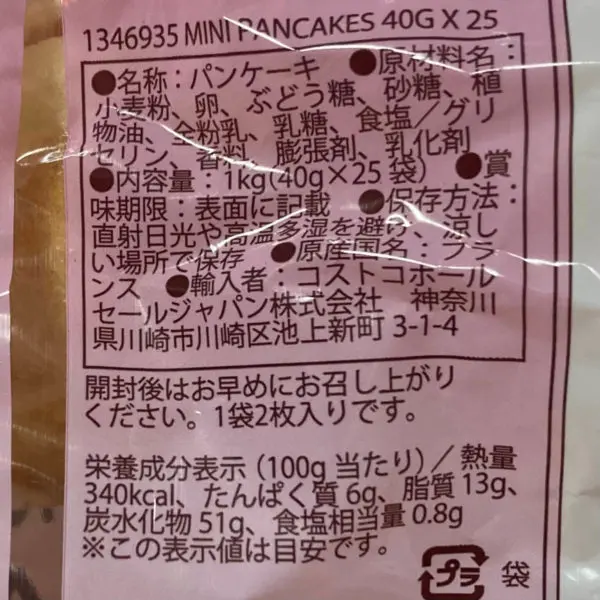 1346935 MINI PANCAKES 40G X 25
●名称：パンケーキ　●原材料名：
小麦粉、卵、ぶどう糖、砂糖、植
物油、全粉乳、乳糖、食塩／グリ
セリン、香料、膨張剤、乳化剤
●内容量：1kg(40g×25 袋)　●賞
味期限：表面に記載　●保存方法：
直射日光や高温多湿を避け、涼し
い場所で保存　●原産国名：フラ
ンス　●輸入者：コストコホール
セールジャパン株式会社　神奈川
県川崎市川崎区池上新町 3-1-4
開封後はお早めにお召し上がり
ください。1袋2枚入りです。
栄養成分表示（100g 当たり）／熱量
340kcal、たんぱく質 6g、脂質 13g、
炭水化物 51g、食塩相当量 0.8g
※この表示値は目安です。
プラ 袋